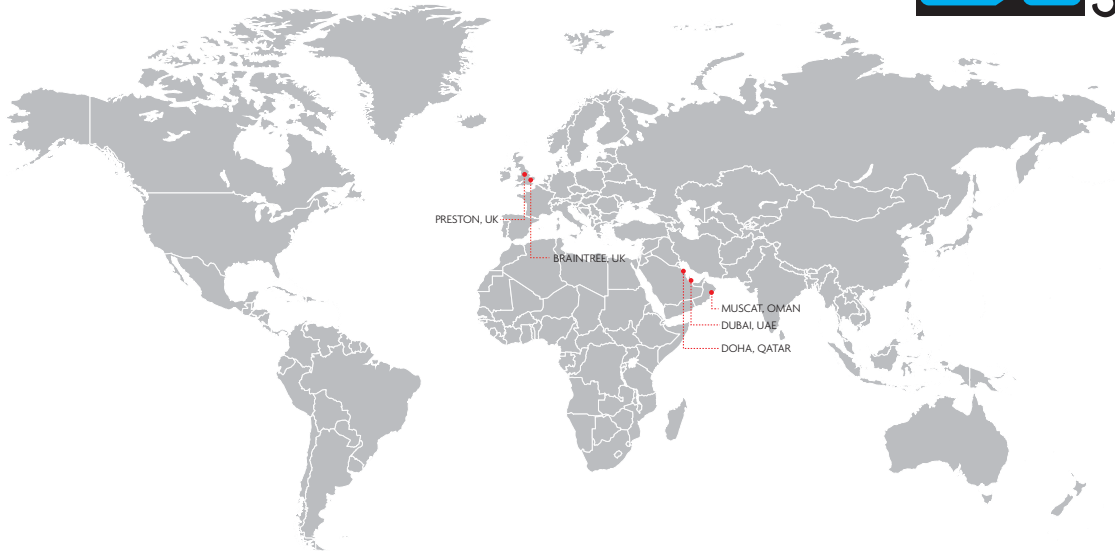 PRESTON, UK
BRAINTREE, UK
MUSCAT, OMAN
DUBAI, UAE
DOHA, QATAR